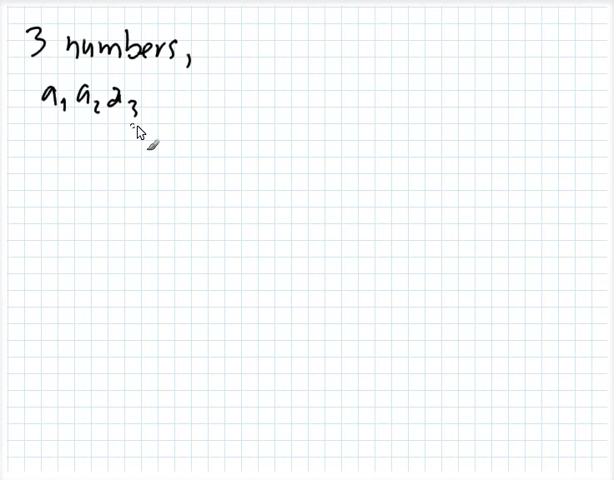 3 numbers,
a₁ a₂ a₃